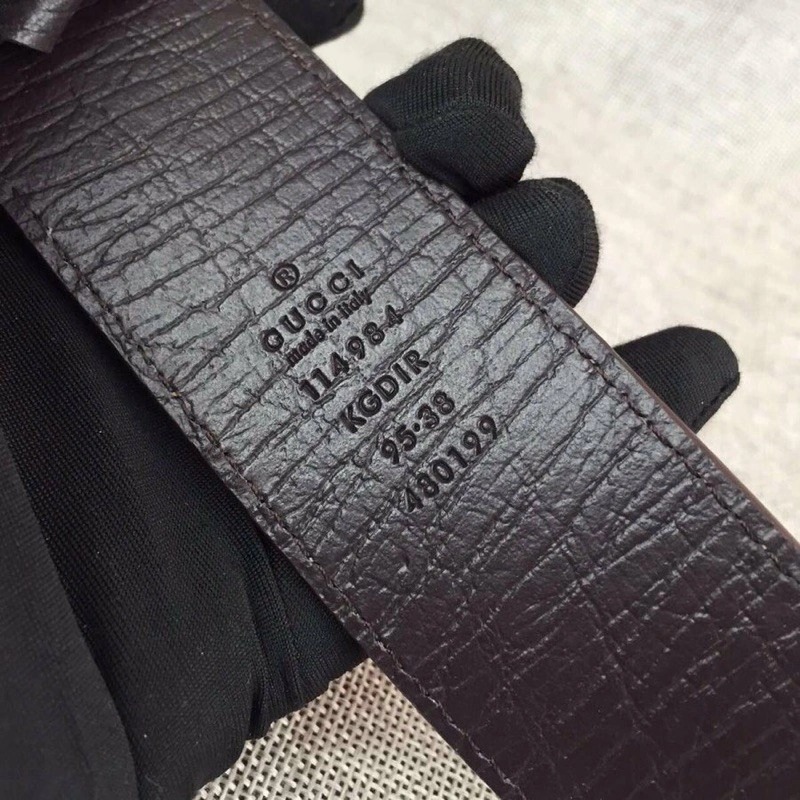 ®
GUCCI
made in Italy
114984
KGDIR
95·38
480199